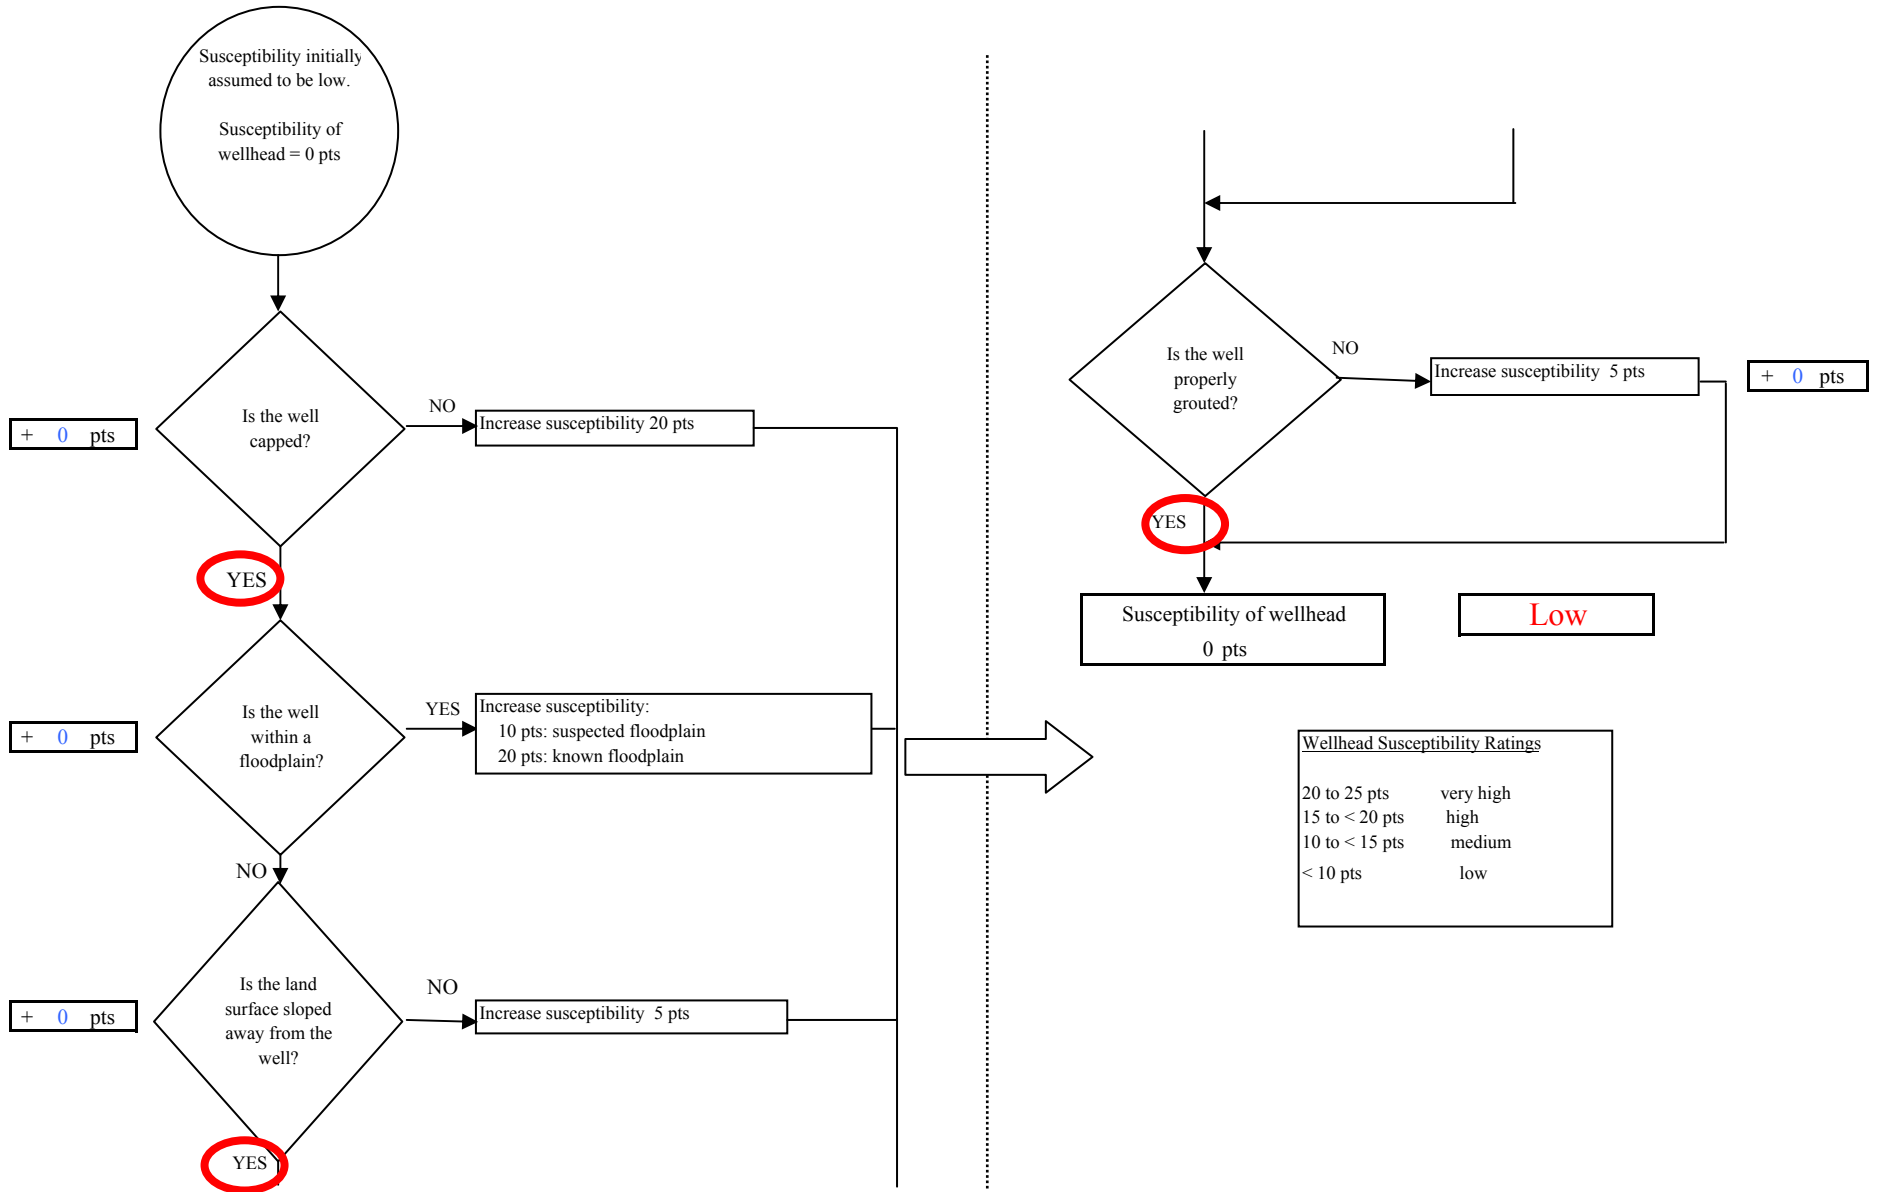 Susceptibility initially
assumed to be low.
Susceptibility of
wellhead = 0 pts
Is the well
capped?
NO
Increase susceptibility 20 pts
+ 0 pts
YES
Is the well
within a
floodplain?
YES
Increase susceptibility:
10 pts: suspected floodplain
20 pts: known floodplain
+ 0 pts
NO
Is the land
surface sloped
away from the
well?
NO
Increase susceptibility 5 pts
+ 0 pts
YES
Is the well
properly
grouted?
NO
Increase susceptibility 5 pts
+ 0 pts
YES
Susceptibility of wellhead
0 pts
Low
Wellhead Susceptibility Ratings
20 to 25 pts very high
15 to < 20 pts high
10 to < 15 pts medium
< 10 pts low